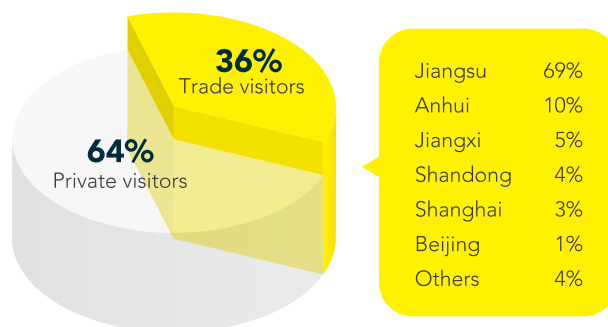 36%
Trade visitors
64%
Private visitors
Jiangsu 69%
Anhui 10%
Jiangxi 5%
Shandong 4%
Shanghai 3%
Beijing 1%
Others 4%